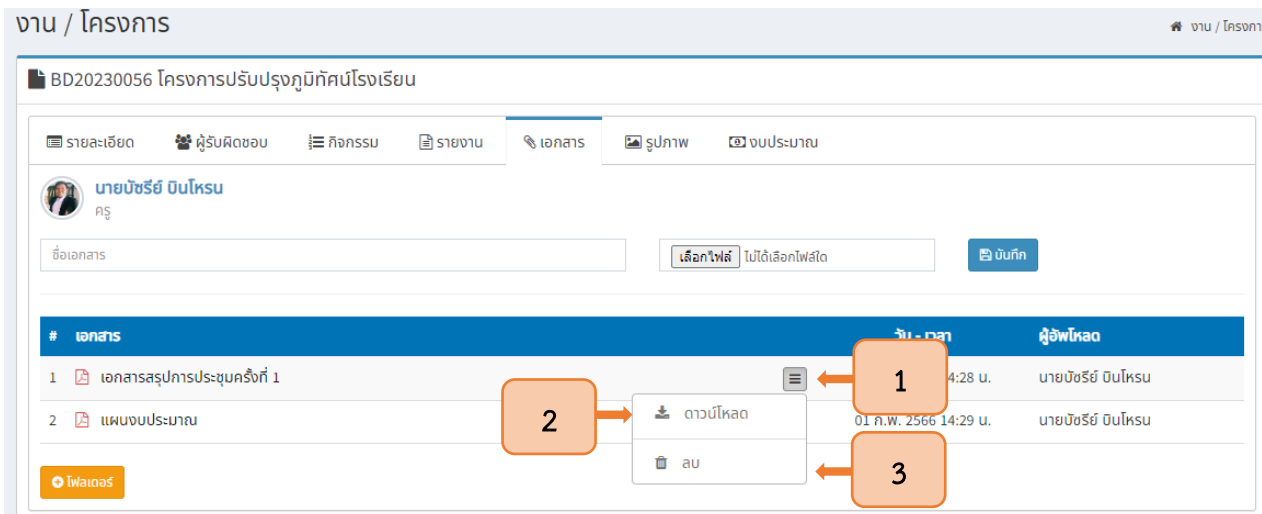 งาน / โครงการ
งาน / โครงกา
BD20230056 โครงการปรับปรุงภูมิทัศน์โรงเรียน
รายละเอียด ผู้รับผิดชอบ กิจกรรม รายงาน เอกสาร รูปภาพ งบประมาณ
นายบัซรีย์ บินโหรน
ครู
ชื่อเอกสาร เลือกไฟล์ ไม่ได้เลือกไฟล์ใด บันทึก
# เอกสาร วัน - เวลา ผู้อัพโหลด
1 เอกสารสรุปการประชุมครั้งที่ 1 1 4:28 น. นายบัซรีย์ บินโหรน
2 ดาวน์โหลด
2 แผนงบประมาณ 01 ก.พ. 2566 14:29 น. นายบัซรีย์ บินโหรน
ลบ 3
โฟลเดอร์